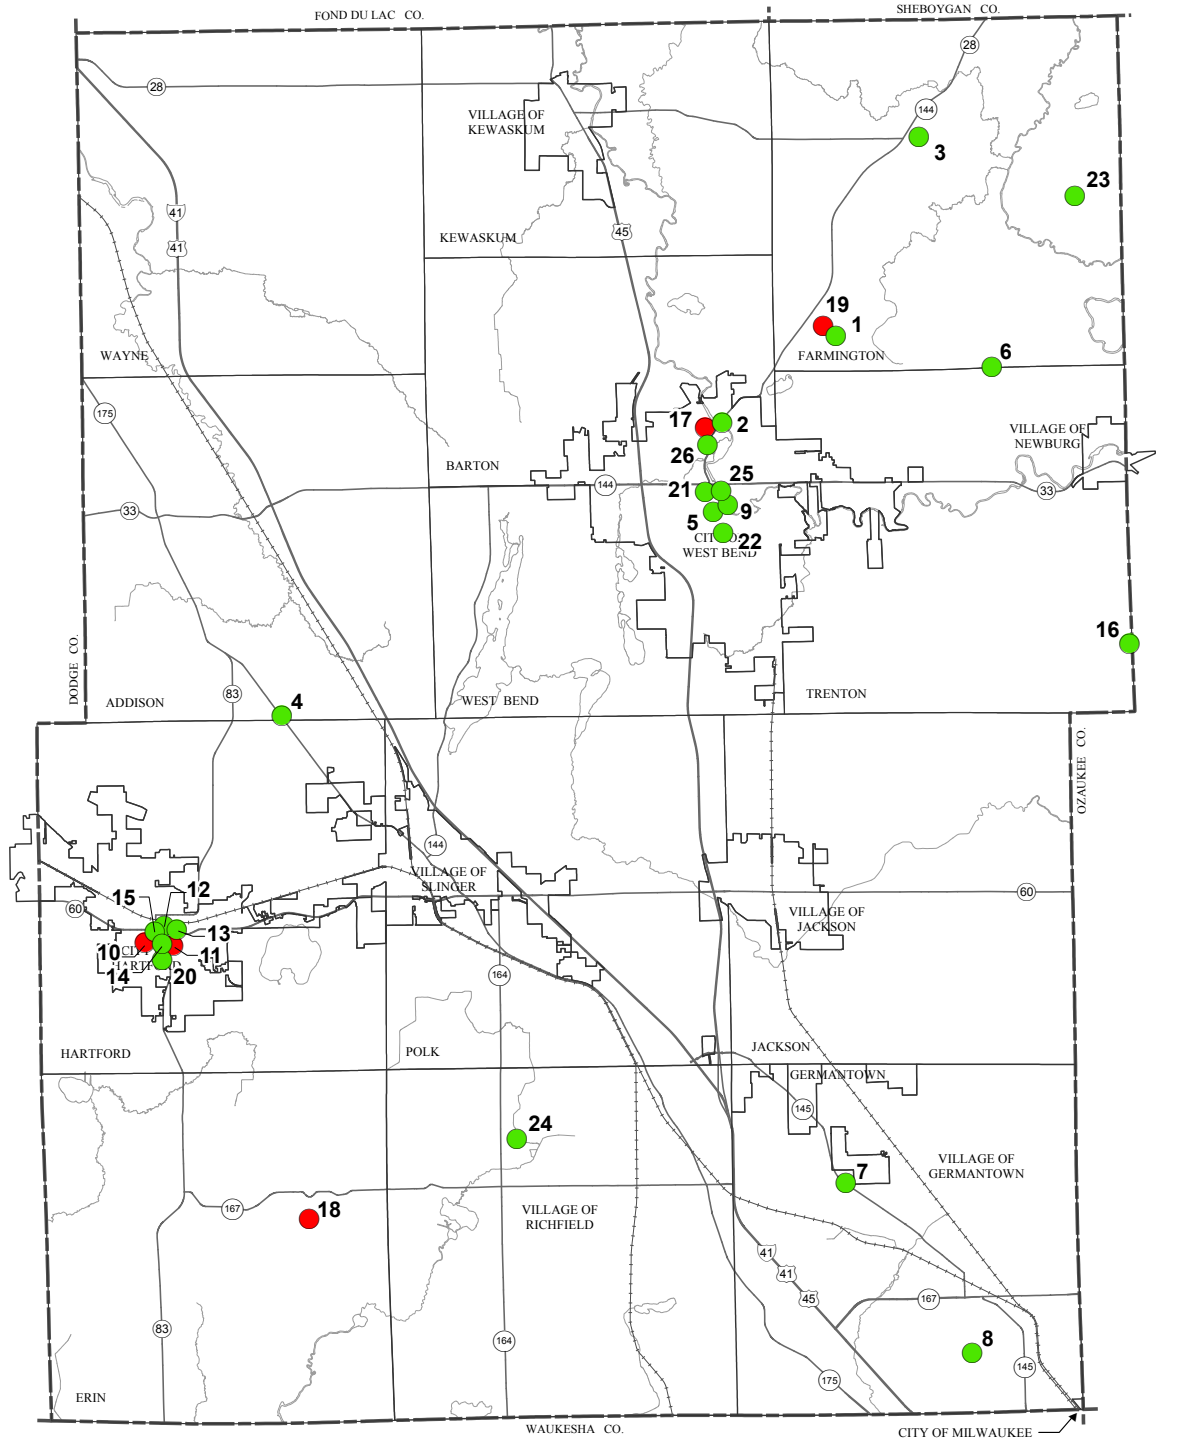 SHEBOYGAN CO.
FOND DU LAC CO.
28
28
144
VILLAGE OF
KEWASKUM
3
23
41
45
KEWASKUM
41
19
1
WAYNE
FARMINGTON
6
175
17
2
VILLAGE OF
NEWBURG
26
BARTON
144
21
25
33
33
5
9
22
WEST BEND
16
DODGE CO.
83
ADDISON
4
WEST BEND
TRENTON
OZAUKEE CO.
144
VILLAGE OF
SLINGER
15
12
60
60
VILLAGE OF
JACKSON
13
10
11
14
20
164
HARTFORD
POLK
JACKSON
GERMANTOWN
145
24
VILLAGE OF
GERMANTOWN
7
167
18
VILLAGE OF
RICHFIELD
41
41
45
167
83
164
8
145
175
ERIN
WAUKESHA CO.
CITY OF MILWAUKEE